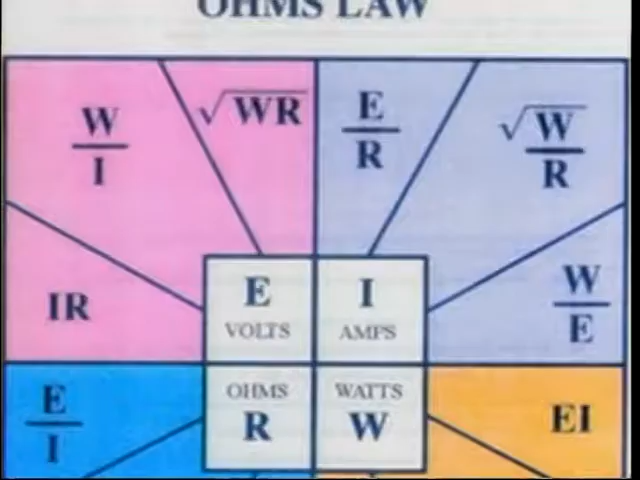 OHMS LAW
W/I
√WR
E/R
√W/R
IR
E VOLTS
I AMPS
W/E
E/I
OHMS R
WATTS W
EI